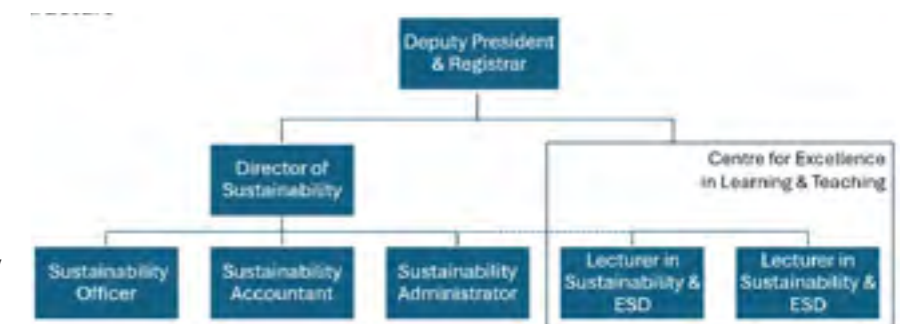 Deputy President
& Registrar
Director of
Sustainability
Centre for Excellence
in Learning & Teaching
Sustainability
Officer
Sustainability
Accountant
Sustainability
Administrator
Lecturer in
Sustainability &
ESD
Lecturer in
Sustainability &
ESD